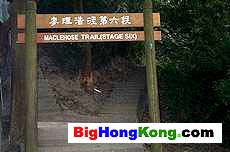 麥理浩徑第六段
MACLEHOSE TRAIL(STAGE SIX)
BigHongKong.com